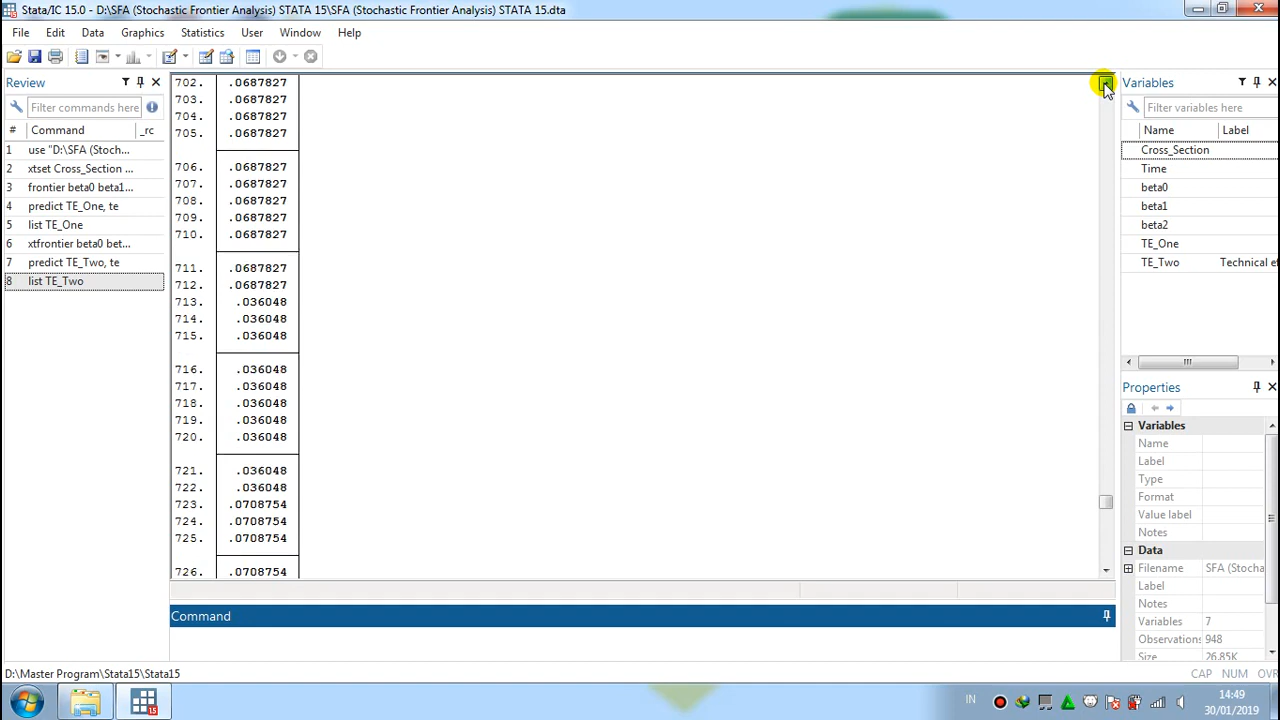 Stata/IC 15.0 - D:\SFA (Stochastic Frontier Analysis) STATA 15\SFA (Stochastic Frontier Analysis) STATA 15.dta
File Edit Data Graphics Statistics User Window Help
Review
Filter commands here
# Command _rc
1 use "D:\SFA (Stoch...
2 xtset Cross_Section ...
3 frontier beta0 beta1...
4 predict TE_One, te
5 list TE_One
6 xtfrontier beta0 bet...
7 predict TE_Two, te
8 list TE_Two
702. .0687827
703. .0687827
704. .0687827
705. .0687827
706. .0687827
707. .0687827
708. .0687827
709. .0687827
710. .0687827
711. .0687827
712. .0687827
713. .036048
714. .036048
715. .036048
716. .036048
717. .036048
718. .036048
719. .036048
720. .036048
721. .036048
722. .036048
723. .0708754
724. .0708754
725. .0708754
726. .0708754
Command
Variables
Filter variables here
Name Label
Cross_Section
Time
beta0
beta1
beta2
TE_One
TE_Two Technical ef
Properties
Variables
Name
Label
Type
Format
Value label
Notes
Data
Filename SFA (Stocha
Label
Notes
Variables 7
Observations 948
Size 26.85K
D:\Master Program\Stata15\Stata15
CAP NUM OVR
15
IN
14:49
30/01/2019